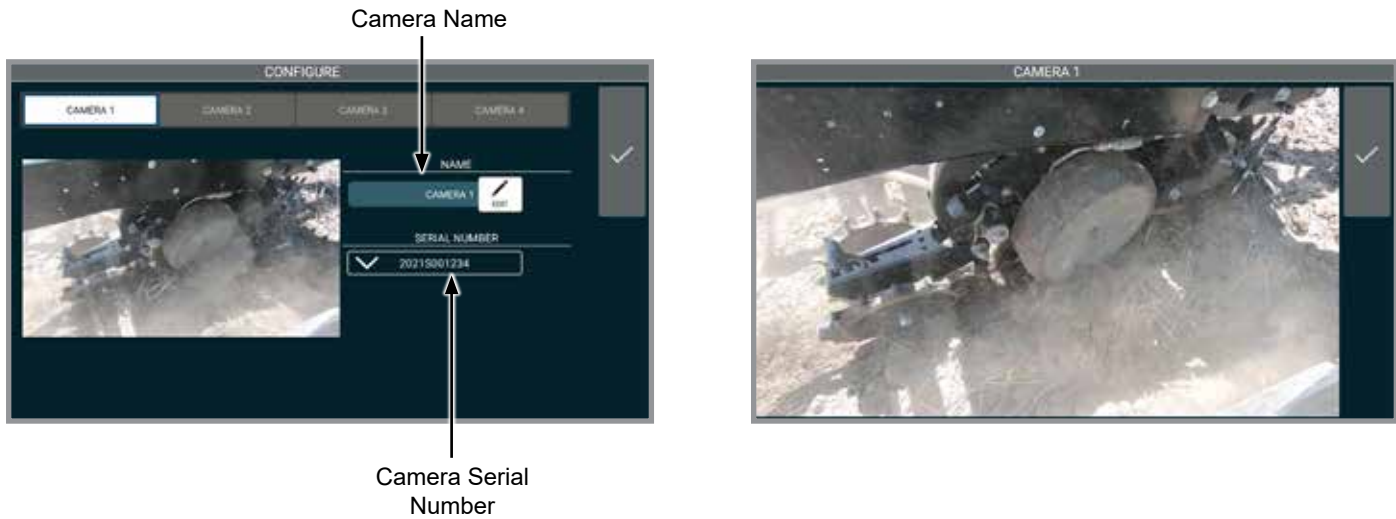 Camera Name
CONFIGURE
CAMERA 1 CAMERA 2 CAMERA 3 CAMERA 4
NAME
CAMERA 1 EDIT
SERIAL NUMBER
2021S001234
Camera Serial
Number
CAMERA 1